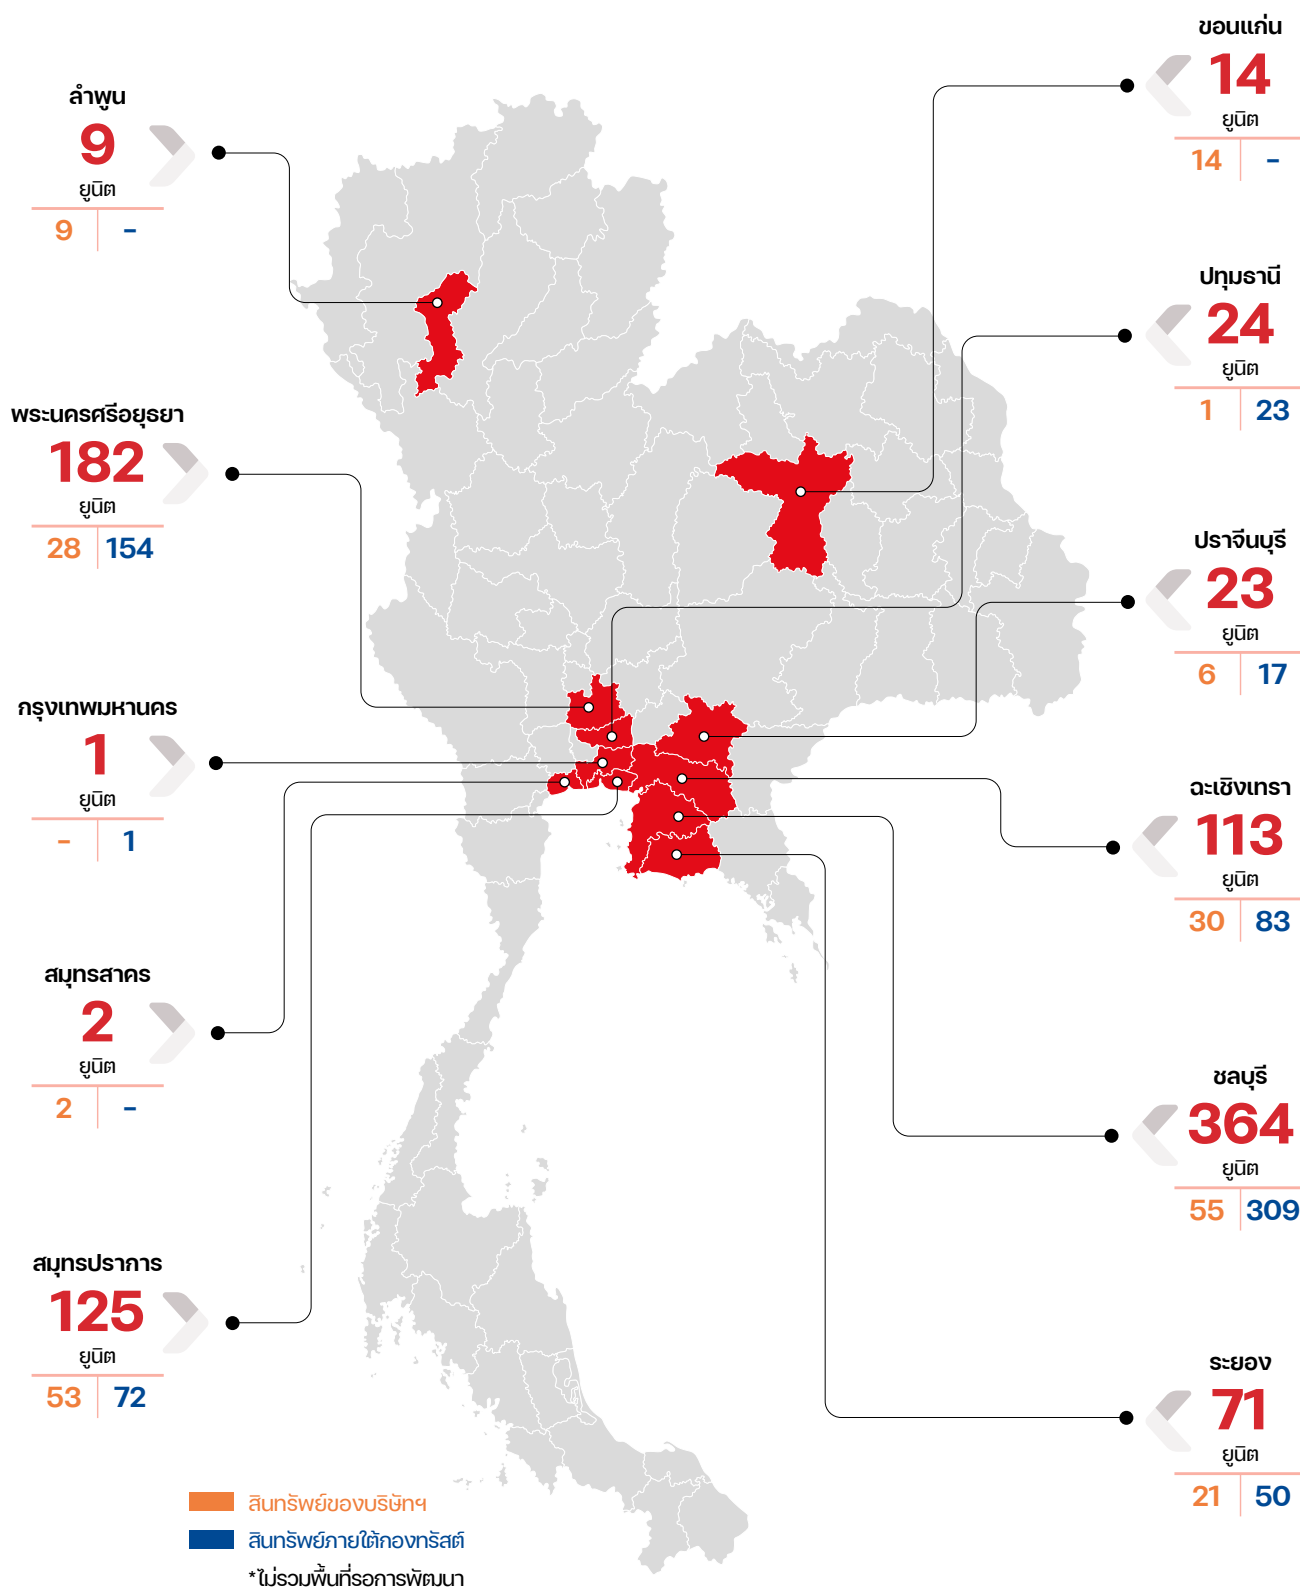 ลำพูน
9
ยูนิต
9 -
พระนครศรีอยุธยา
182
ยูนิต
28 154
กรุงเทพมหานคร
1
ยูนิต
- 1
สมุทรสาคร
2
ยูนิต
2 -
สมุทรปราการ
125
ยูนิต
53 72
ขอนแก่น
14
ยูนิต
14 -
ปทุมธานี
24
ยูนิต
1 23
ปราจีนบุรี
23
ยูนิต
6 17
ฉะเชิงเทรา
113
ยูนิต
30 83
ชลบุรี
364
ยูนิต
55 309
ระยอง
71
ยูนิต
21 50
สินทรัพย์ของบริษัทฯ
สินทรัพย์ภายใต้กองทรัสต์
*ไม่รวมพื้นที่รอการพัฒนา